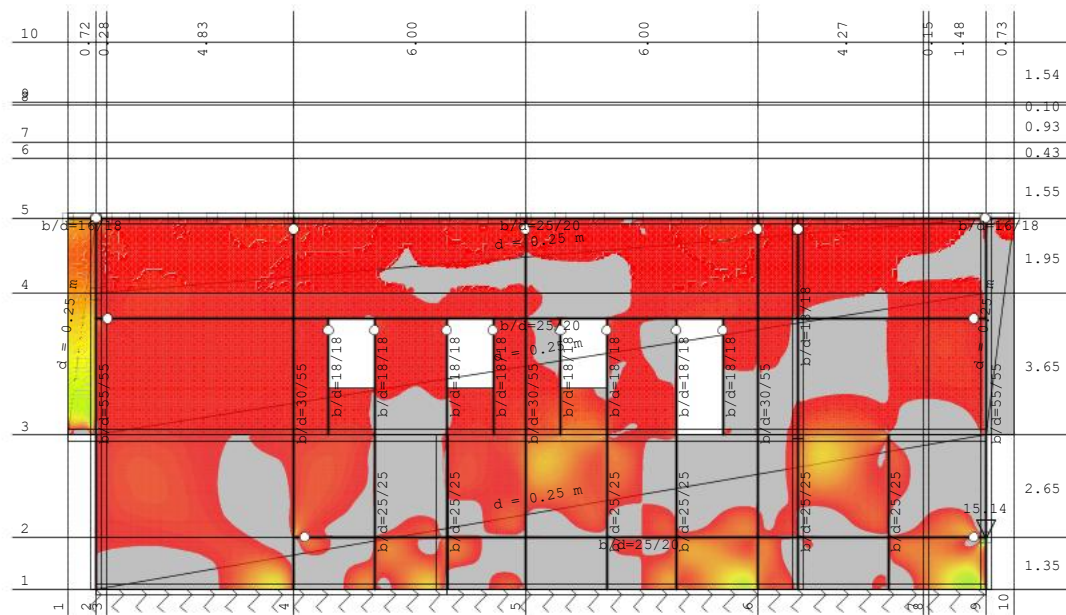 10 0.72 0.28 4.83 6.00 6.00 4.27 0.15 1.48 0.73
1.54
9
8 0.10
7 0.93
6 0.43
1.55
5
b/d=16/18 b/d=25/20 b/d=16/18
d = 0.25 m
1.95
4
d = 0.25 m b/d=25/20 b/d=18/18 d = 0.25 m
d = 0.25 m
b/d=18/18 b/d=18/18 b/d=18/18 b/d=18/18 b/d=18/18 b/d=18/18 b/d=18/18 b/d=18/18
3.65
b/d=55/55 b/d=30/55 b/d=30/55 b/d=30/55 b/d=55/55
3
d = 0.25 m
b/d=25/25 b/d=25/25 b/d=25/25 b/d=25/25 b/d=25/25 b/d=25/25
2.65
15.14
2
b/d=25/20
1.35
1
1 2 3 4 5 6 7 8 9 10